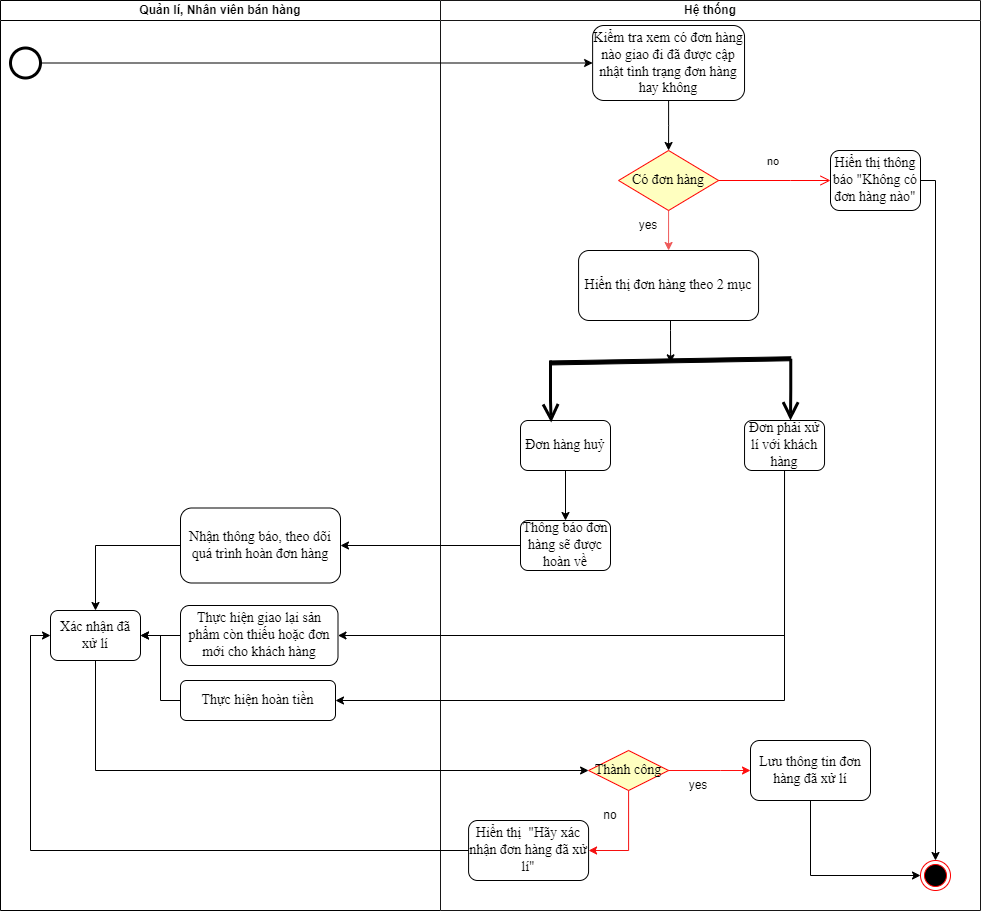 Quản lí, Nhân viên bán hàng
Hệ thống
Kiểm tra xem có đơn hàng
nào giao đi đã được cập
nhật tình trạng đơn hàng
hay không
Có đơn hàng
no
Hiển thị thông
báo "Không có
đơn hàng nào"
yes
Hiển thị đơn hàng theo 2 mục
Đơn hàng huỷ
Đơn phải xử
lí với khách
hàng
Thông báo đơn
hàng sẽ được
hoàn về
Nhận thông báo, theo dõi
quá trình hoàn đơn hàng
Xác nhận đã
xử lí
Thực hiện giao lại sản
phẩm còn thiếu hoặc đơn
mới cho khách hàng
Thực hiện hoàn tiền
Thành công
yes
Lưu thông tin đơn
hàng đã xử lí
no
Hiển thị "Hãy xác
nhận đơn hàng đã xử
lí"